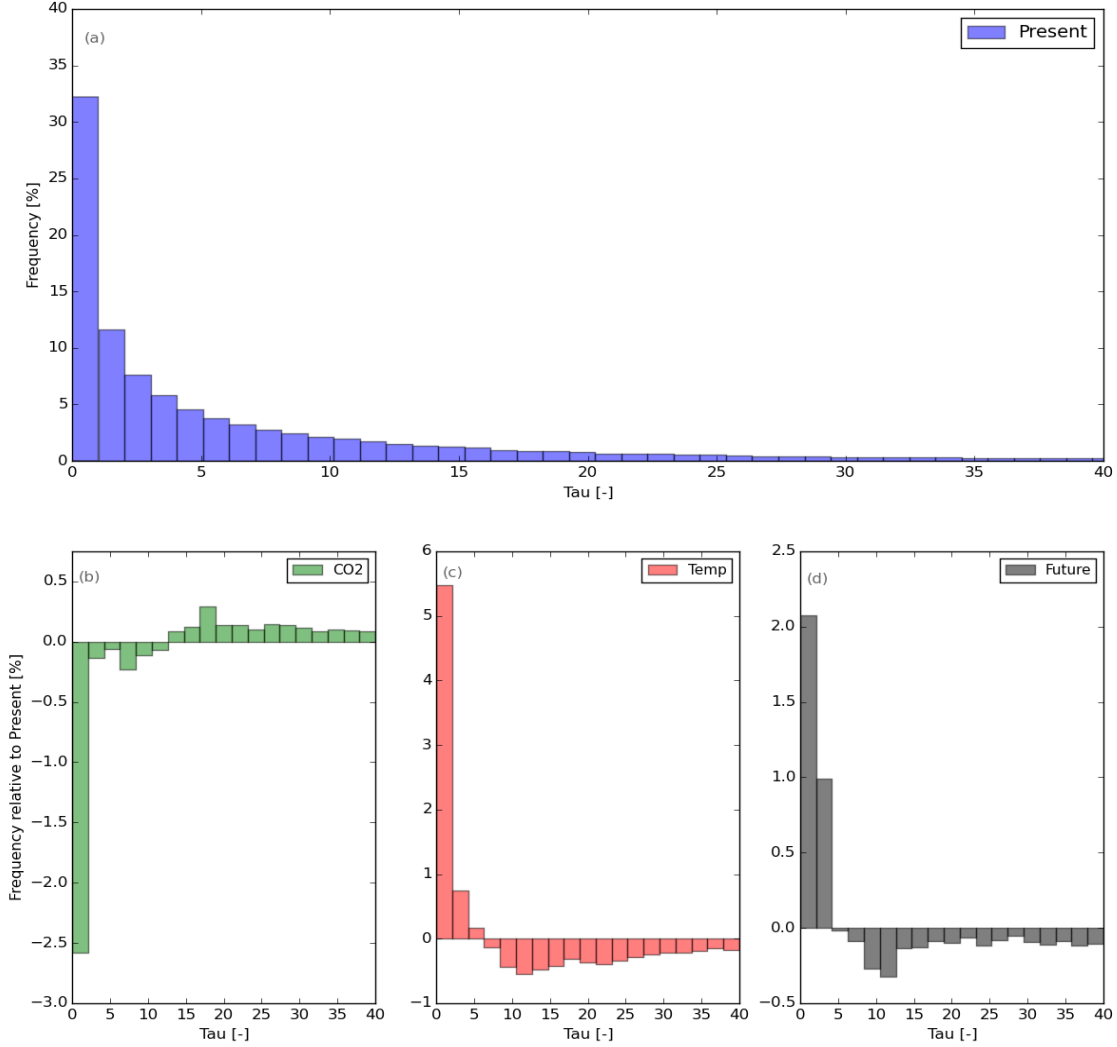 40
35
30
25
20
15
10
5
0
Frequency [%]
(a)
Present
0 5 10 15 20 25 30 35 40
Tau [-]
0.5
0.0
−0.5
−1.0
−1.5
−2.0
−2.5
−3.0
Frequency relative to Present [%]
(b)
CO2
0 5 10 15 20 25 30 35 40
Tau [-]
6
5
4
3
2
1
0
−1
(c)
Temp
0 5 10 15 20 25 30 35 40
Tau [-]
2.5
2.0
1.5
1.0
0.5
0.0
−0.5
(d)
Future
0 5 10 15 20 25 30 35 40
Tau [-]